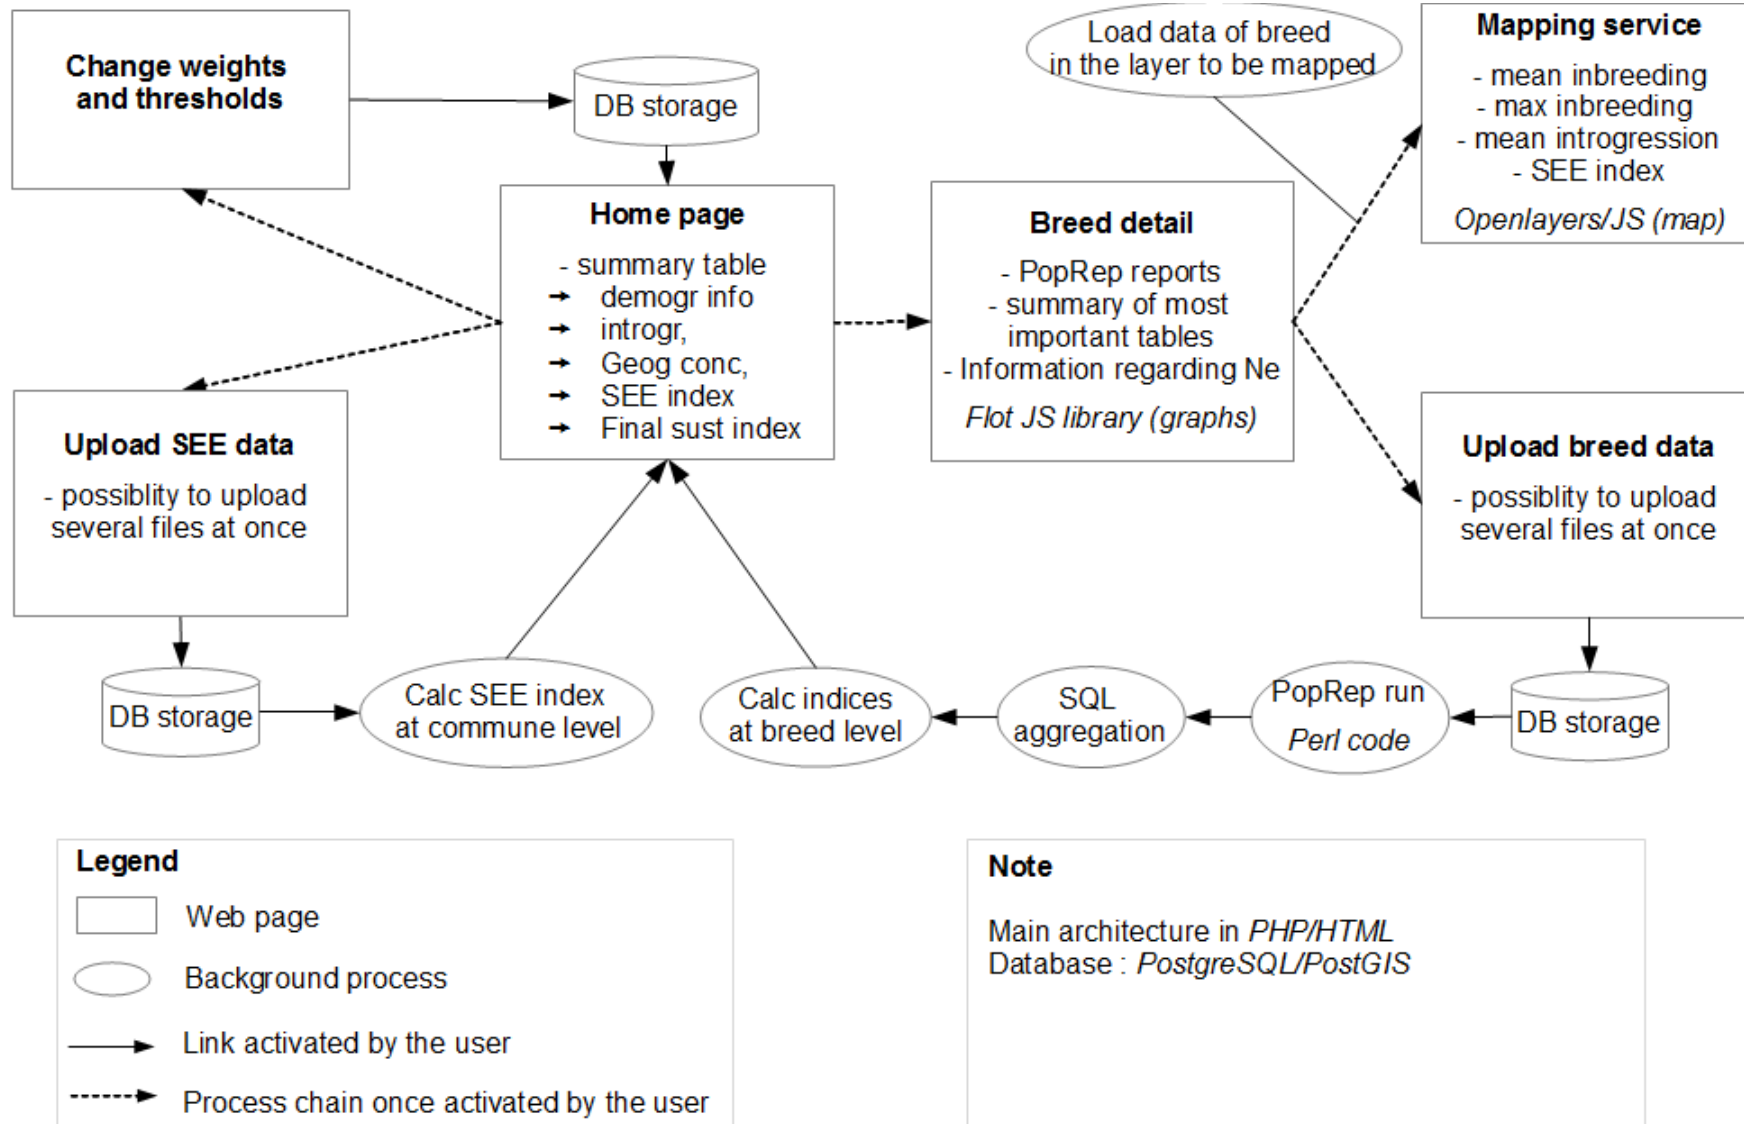 Change weights
and thresholds
DB storage
Load data of breed
in the layer to be mapped
Mapping service
- mean inbreeding
- max inbreeding
- mean introgression
- SEE index
Openlayers/JS (map)
Home page
- summary table
➔ demogr info
➔ introgr,
➔ Geog conc,
➔ SEE index
➔ Final sust index
Breed detail
- PopRep reports
- summary of most
important tables
- Information regarding Ne
Flot JS library (graphs)
Upload SEE data
- possiblity to upload
several files at once
Upload breed data
- possiblity to upload
several files at once
DB storage
Calc SEE index
at commune level
Calc indices
at breed level
SQL
aggregation
PopRep run
Perl code
DB storage
Legend
Web page
Background process
Link activated by the user
Process chain once activated by the user
Note
Main architecture in PHP/HTML
Database : PostgreSQL/PostGIS